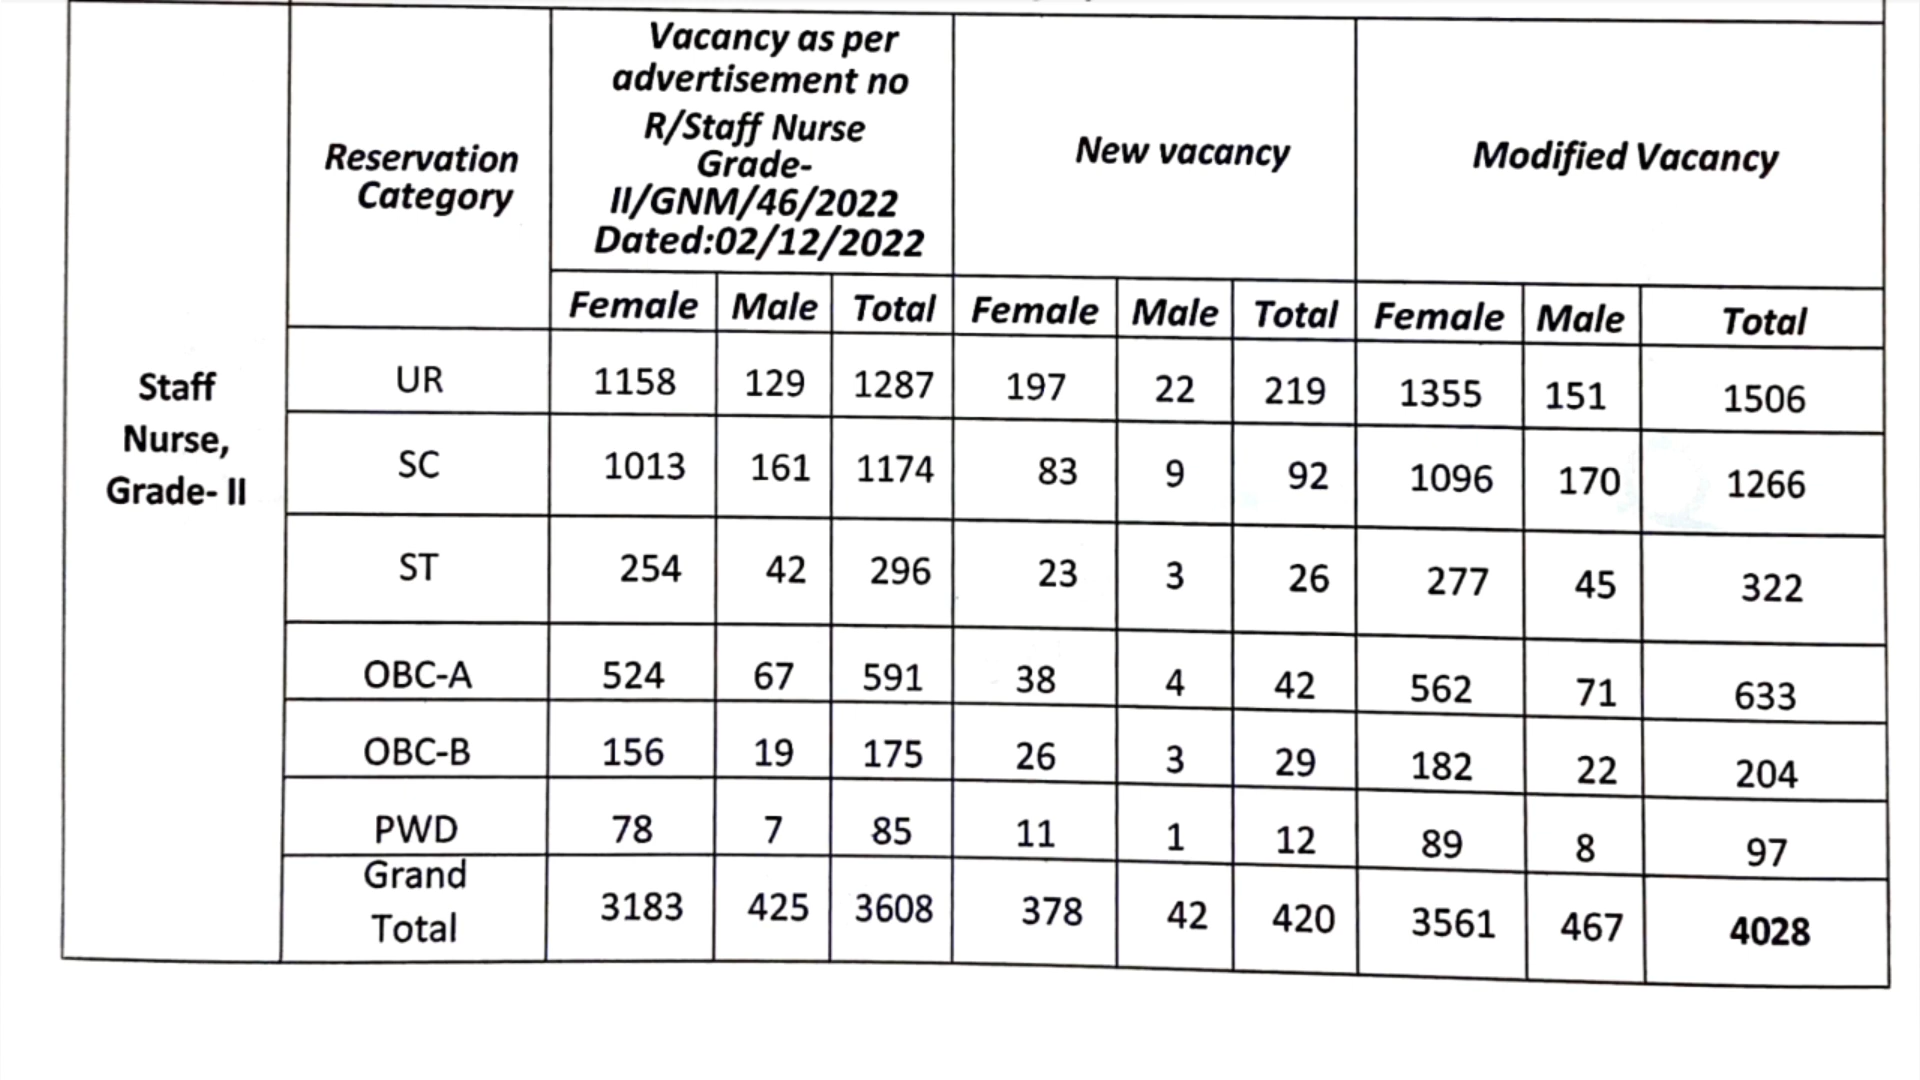 Staff
Nurse,
Grade- II
Reservation
Category
Vacancy as per
advertisement no
R/Staff Nurse
Grade-
II/GNM/46/2022
Dated:02/12/2022
New vacancy
Modified Vacancy
Female Male Total Female Male Total Female Male Total
UR 1158 129 1287 197 22 219 1355 151 1506
SC 1013 161 1174 83 9 92 1096 170 1266
ST 254 42 296 23 3 26 277 45 322
OBC-A 524 67 591 38 4 42 562 71 633
OBC-B 156 19 175 26 3 29 182 22 204
PWD 78 7 85 11 1 12 89 8 97
Grand
Total 3183 425 3608 378 42 420 3561 467 4028